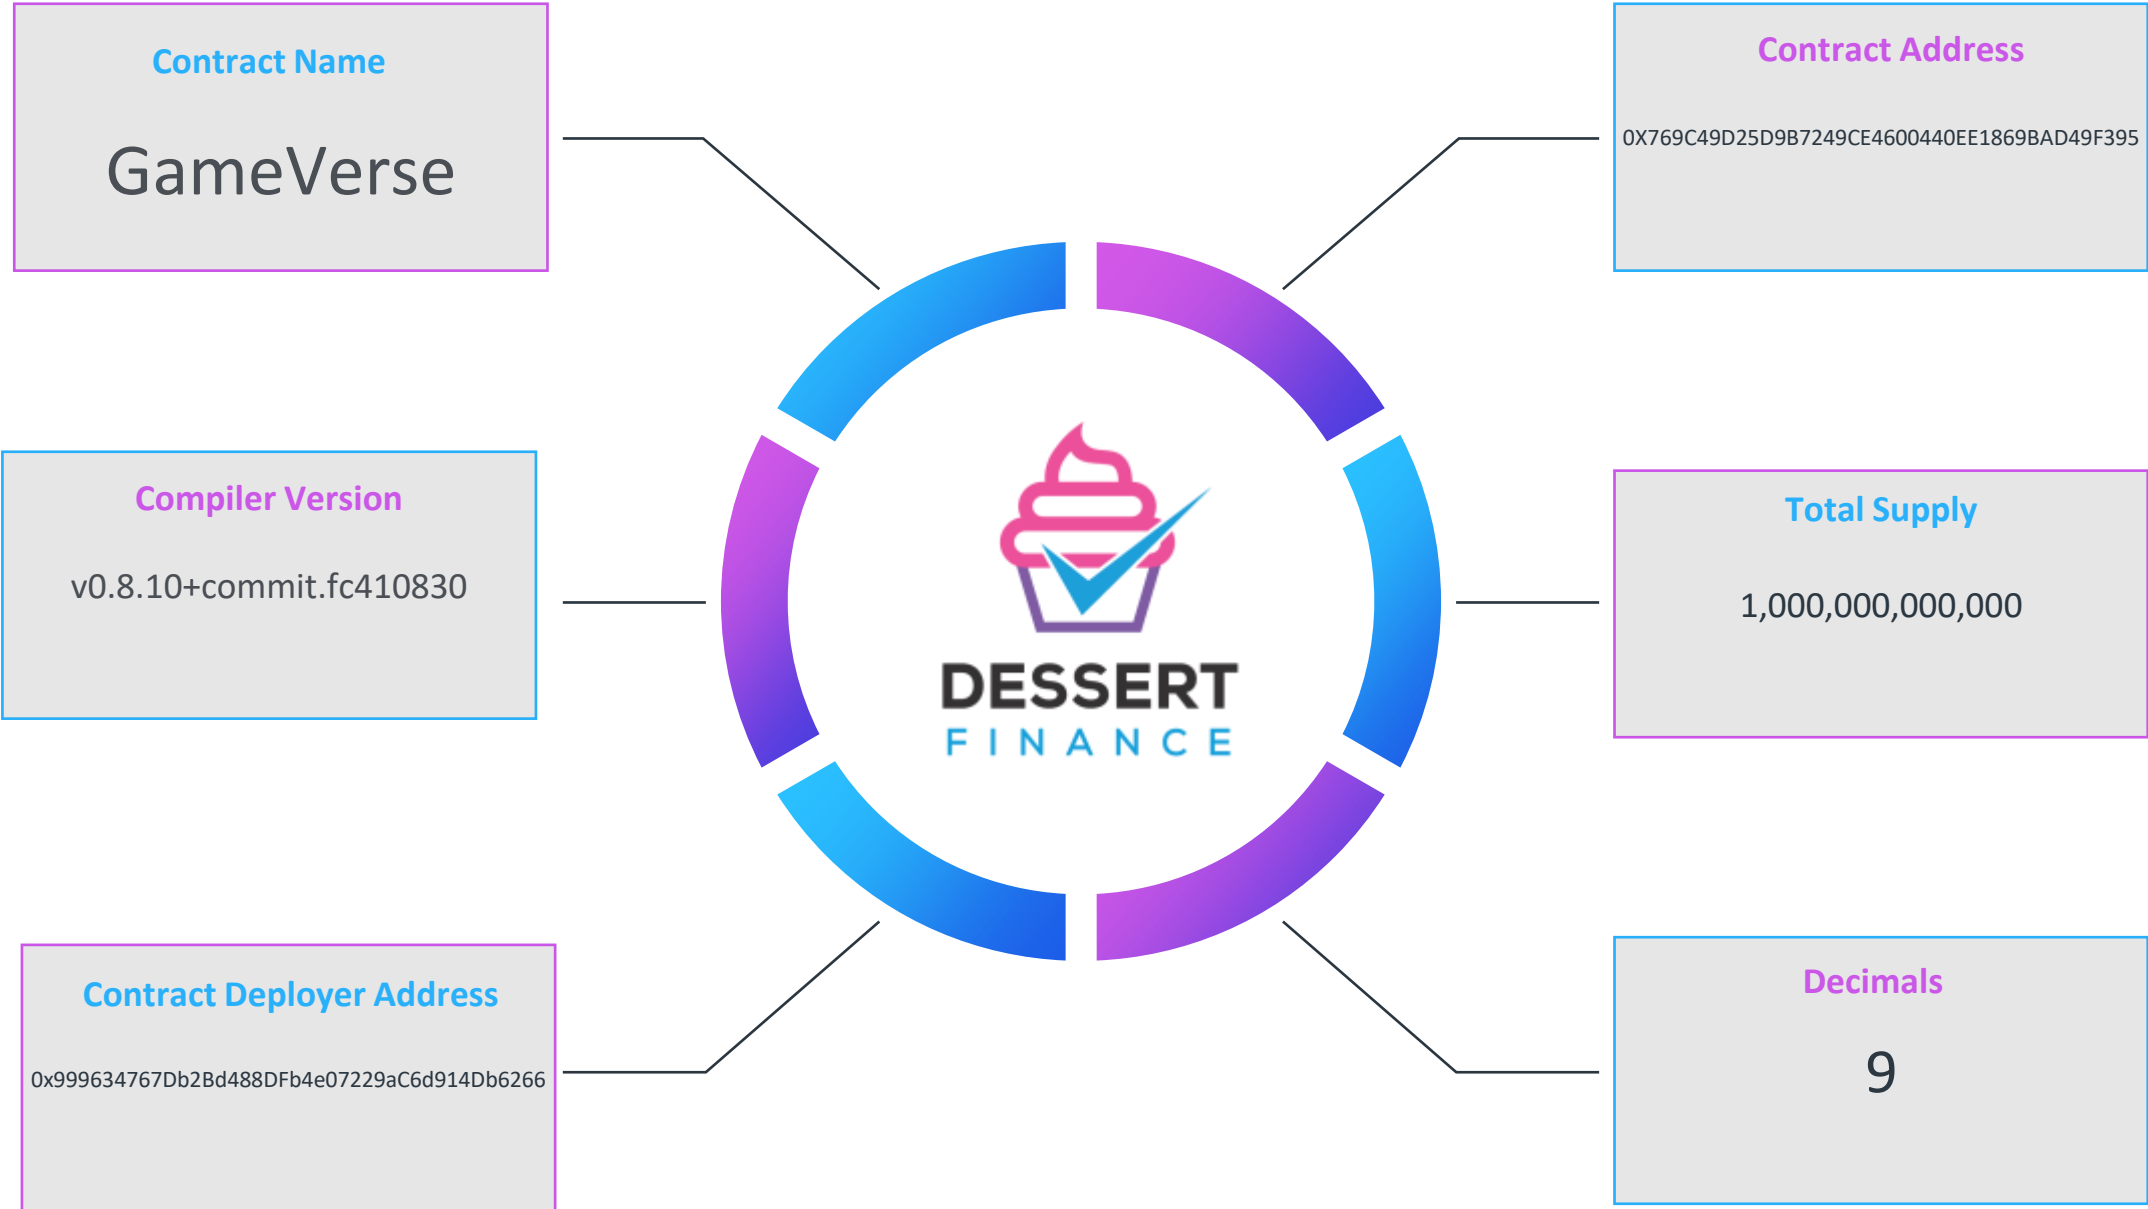 Contract Name
GameVerse
Contract Address
0X769C49D25D9B7249CE4600440EE1869BAD49F395
Compiler Version
v0.8.10+commit.fc410830
Total Supply
1,000,000,000,000
DESSERT
FINANCE
Contract Deployer Address
0x999634767Db2Bd488DFb4e07229aC6d914Db6266
Decimals
9